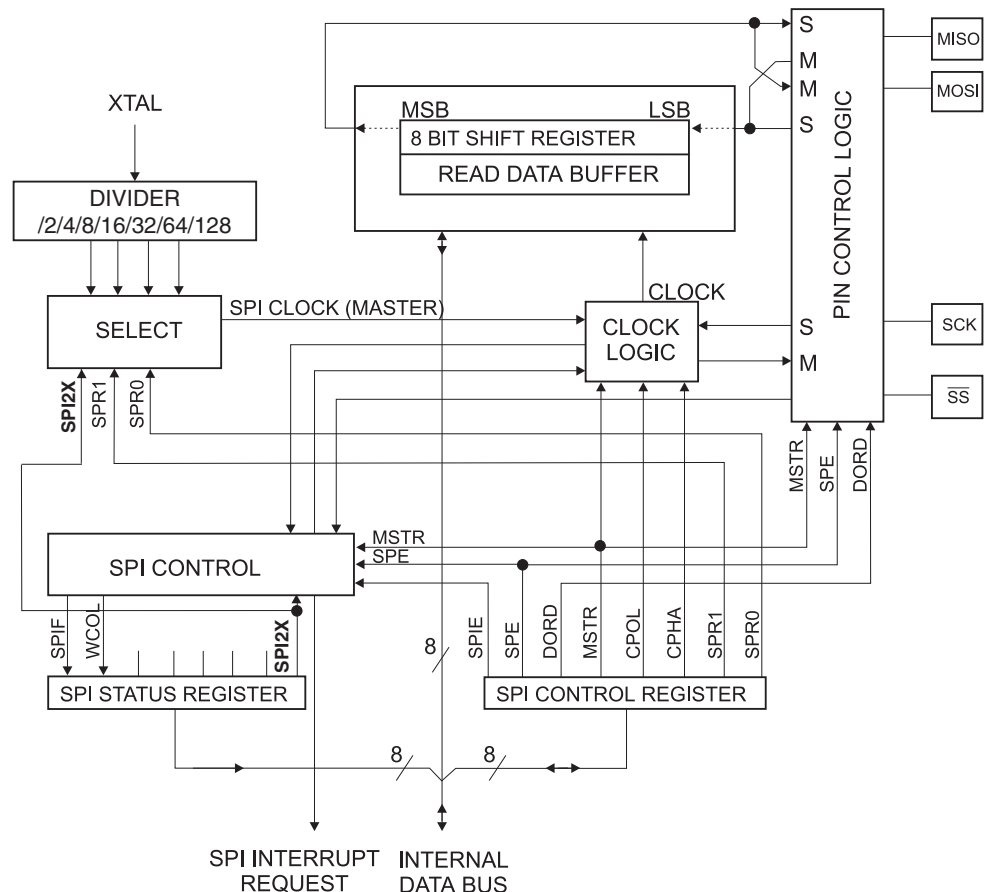 S
MISO
M
M
MOSI
S
XTAL
MSB
LSB
8 BIT SHIFT REGISTER
READ DATA BUFFER
DIVIDER
/2/4/8/16/32/64/128
PIN CONTROL LOGIC
SPI CLOCK (MASTER)
CLOCK
SELECT
CLOCK
LOGIC
S
SCK
M
SS
SPI2X
SPR1
SPR0
MSTR
SPE
DORD
MSTR
SPE
SPI CONTROL
SPIF
WCOL
SPI2X
SPIE
SPE
DORD
MSTR
CPOL
CPHA
SPR1
SPR0
8
SPI STATUS REGISTER
SPI CONTROL REGISTER
8
8
SPI INTERRUPT
REQUEST
INTERNAL
DATA BUS